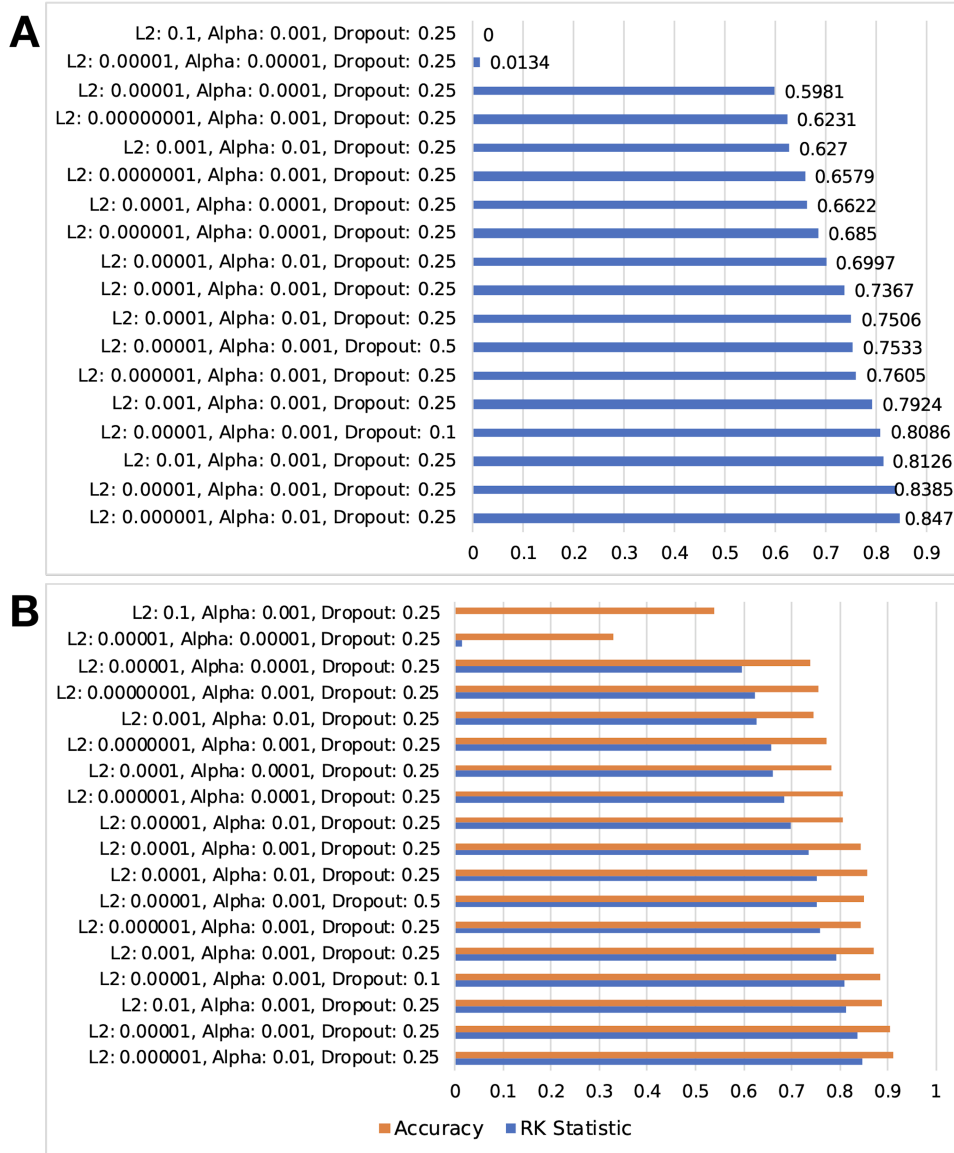 A
L2: 0.1, Alpha: 0.001, Dropout: 0.25 0
L2: 0.00001, Alpha: 0.00001, Dropout: 0.25 0.0134
L2: 0.00001, Alpha: 0.0001, Dropout: 0.25 0.5981
L2: 0.00000001, Alpha: 0.001, Dropout: 0.25 0.6231
L2: 0.001, Alpha: 0.01, Dropout: 0.25 0.627
L2: 0.0000001, Alpha: 0.001, Dropout: 0.25 0.6579
L2: 0.0001, Alpha: 0.0001, Dropout: 0.25 0.6622
L2: 0.000001, Alpha: 0.0001, Dropout: 0.25 0.685
L2: 0.00001, Alpha: 0.01, Dropout: 0.25 0.6997
L2: 0.0001, Alpha: 0.001, Dropout: 0.25 0.7367
L2: 0.0001, Alpha: 0.01, Dropout: 0.25 0.7506
L2: 0.00001, Alpha: 0.001, Dropout: 0.5 0.7533
L2: 0.000001, Alpha: 0.001, Dropout: 0.25 0.7605
L2: 0.001, Alpha: 0.001, Dropout: 0.25 0.7924
L2: 0.00001, Alpha: 0.001, Dropout: 0.1 0.8086
L2: 0.01, Alpha: 0.001, Dropout: 0.25 0.8126
L2: 0.00001, Alpha: 0.001, Dropout: 0.25 0.8385
L2: 0.000001, Alpha: 0.01, Dropout: 0.25 0.847
0 0.1 0.2 0.3 0.4 0.5 0.6 0.7 0.8 0.9
B
L2: 0.1, Alpha: 0.001, Dropout: 0.25
L2: 0.00001, Alpha: 0.00001, Dropout: 0.25
L2: 0.00001, Alpha: 0.0001, Dropout: 0.25
L2: 0.00000001, Alpha: 0.001, Dropout: 0.25
L2: 0.001, Alpha: 0.01, Dropout: 0.25
L2: 0.0000001, Alpha: 0.001, Dropout: 0.25
L2: 0.0001, Alpha: 0.0001, Dropout: 0.25
L2: 0.000001, Alpha: 0.0001, Dropout: 0.25
L2: 0.00001, Alpha: 0.01, Dropout: 0.25
L2: 0.0001, Alpha: 0.001, Dropout: 0.25
L2: 0.0001, Alpha: 0.01, Dropout: 0.25
L2: 0.00001, Alpha: 0.001, Dropout: 0.5
L2: 0.000001, Alpha: 0.001, Dropout: 0.25
L2: 0.001, Alpha: 0.001, Dropout: 0.25
L2: 0.00001, Alpha: 0.001, Dropout: 0.1
L2: 0.01, Alpha: 0.001, Dropout: 0.25
L2: 0.00001, Alpha: 0.001, Dropout: 0.25
L2: 0.000001, Alpha: 0.01, Dropout: 0.25
0 0.1 0.2 0.3 0.4 0.5 0.6 0.7 0.8 0.9 1
Accuracy RK Statistic